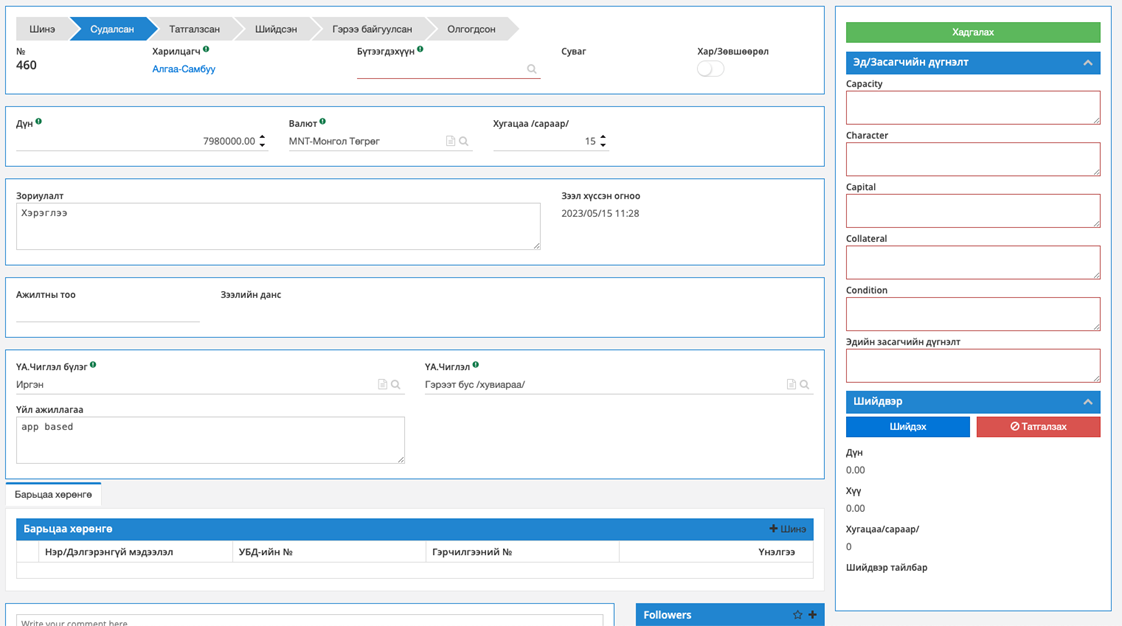 Шинэ Судалсан Татгалзсан Шийдсэн Гэрээ байгуулсан Олгогдсон
№ Харилцагч Бүтээгдэхүүн Суваг Хар/Зөвшөөрөл
460 Алгаа-Самбуу
Дүн Валют Хугацаа /сараар/
7980000.00 MNT-Монгол Төгрөг 15
Зориулалт Зээл хүссэн огноо
Хэрэглээ 2023/05/15 11:28
Ажилтны тоо Зээлийн данс
ҮА.Чиглэл бүлэг ҮА.Чиглэл
Иргэн Гэрээт бус /хувиараа/
Үйл ажиллагаа
app based
Барьцаа хөрөнгө
Барьцаа хөрөнгө Шинэ
Нэр/Дэлгэрэнгүй мэдээлэл УБД-ийн № Гэрчилгээний № Үнэлгээ
Write your comment here
Followers
Хадгалах
Эд/Засагчийн дүгнэлт
Capacity
Character
Capital
Collateral
Condition
Эдийн засагчийн дүгнэлт
Шийдвэр
Шийдэх Татгалзах
Дүн
0.00
Хүү
0.00
Хугацаа/сараар/
0
Шийдвэр тайлбар